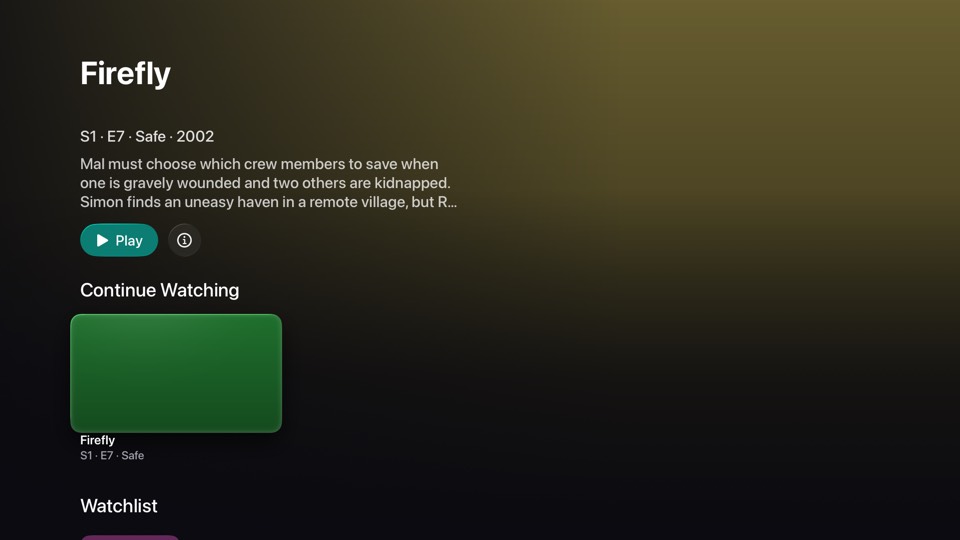 Firefly
S1 · E7 · Safe · 2002
Mal must choose which crew members to save when
one is gravely wounded and two others are kidnapped.
Simon finds an uneasy haven in a remote village, but R...
Play
Continue Watching
Firefly
S1 · E7 · Safe
Watchlist